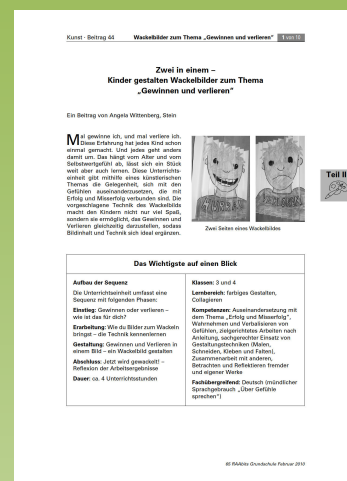 Kunst · Beitrag 44
Wackelbilder zum Thema „Gewinnen und verlieren“
1 von 10
Zwei in einem –
Kinder gestalten Wackelbilder zum Thema
„Gewinnen und verlieren“
Ein Beitrag von Angela Wittenberg, Stein
Mal gewinne ich, und mal verliere ich.
Diese Erfahrung hat jedes Kind schon
einmal gemacht. Und jedes geht anders
damit um. Das hängt vom Alter und vom
Selbstwertgefühl ab, lässt sich ein Stück
weit aber auch lernen. Diese Unterrichts-
einheit gibt mithilfe eines künstlerischen
Themas die Gelegenheit, sich mit den
Gefühlen auseinanderzusetzen, die mit
Erfolg und Misserfolg verbunden sind. Die
vorgeschlagene Technik des Wackelbilds
macht den Kindern nicht nur viel Spaß,
sondern sie ermöglicht, das Gewinnen und
Verlieren gleichzeitig darzustellen, sodass
Bildinhalt und Technik sich ideal ergänzen.
Zwei Seiten eines Wackelbildes
Teil II
Das Wichtigste auf einen Blick
Aufbau der Sequenz
Die Unterrichtseinheit umfasst eine
Sequenz mit folgenden Phasen:
Einstieg: Gewinnen oder verlieren –
wie ist das für dich?
Erarbeitung: Wie du Bilder zum Wackeln
bringst – die Technik kennenlernen
Gestaltung: Gewinnen und Verlieren in
einem Bild – ein Wackelbild gestalten
Abschluss: Jetzt wird gewackelt! –
Reflexion der Arbeitsergebnisse
Dauer: ca. 4 Unterrichtsstunden
Klassen: 3 und 4
Lernbereich: farbiges Gestalten,
Collagieren
Kompetenzen: Auseinandersetzung mit
dem Thema „Erfolg und Misserfolg“,
Wahrnehmen und Verbalisieren von
Gefühlen, zielgerichtetes Arbeiten nach
Anleitung, sachgerechter Einsatz von
Gestaltungstechniken (Malen,
Schneiden, Kleben und Falten),
Zusammenarbeit mit anderen,
Betrachten und Reflektieren fremder
und eigener Werke
Fachübergreifend: Deutsch (mündlicher
Sprachgebrauch „Über Gefühle
sprechen“)
85 RAAbits Grundschule Februar 2010